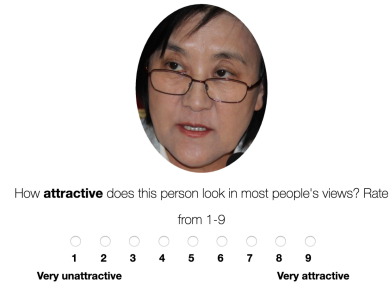 How attractive does this person look in most people's views? Rate
from 1-9
1 2 3 4 5 6 7 8 9
Very unattractive Very attractive